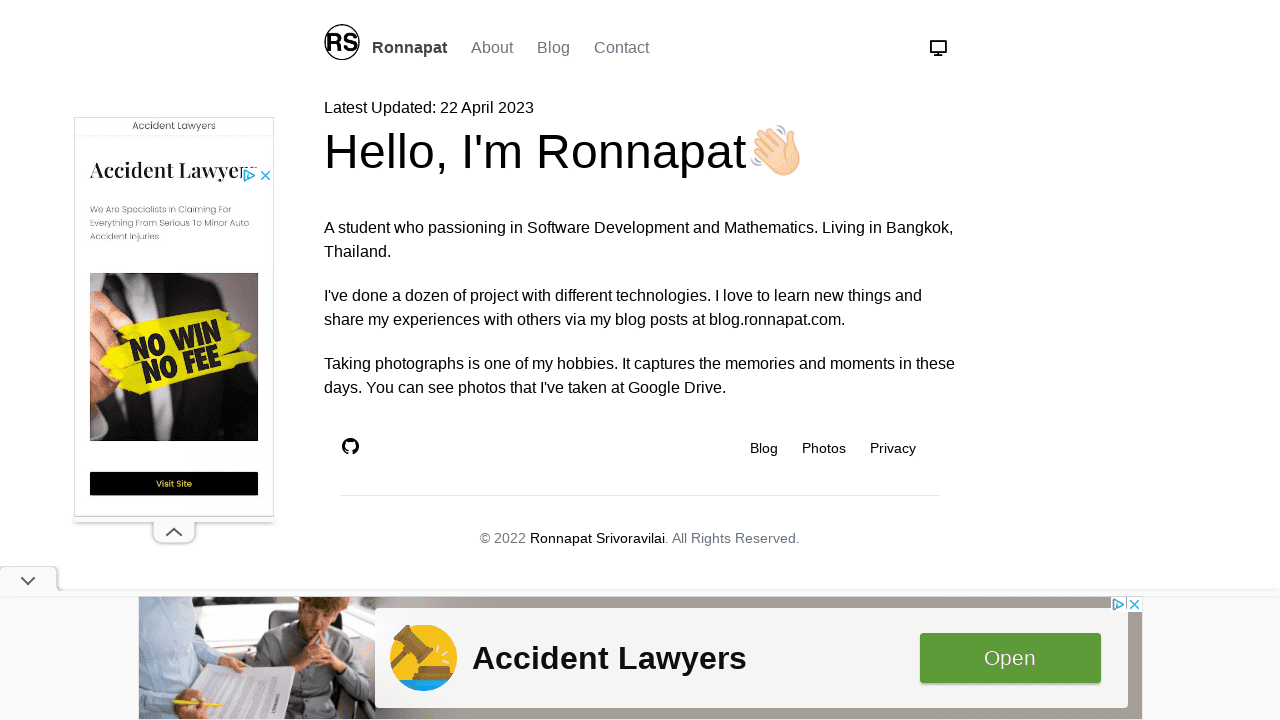 RS Ronnapat About Blog Contact
Latest Updated: 22 April 2023
Hello, I'm Ronnapat
Accident Lawyers
Accident Lawyers
We Are Specialists In Claiming For
Everything From Serious To Minor Auto
Accident Injuries
NO WIN
NO FEE
Visit Site
A student who passioning in Software Development and Mathematics. Living in Bangkok,
Thailand.
I've done a dozen of project with different technologies. I love to learn new things and
share my experiences with others via my blog posts at blog.ronnapat.com.
Taking photographs is one of my hobbies. It captures the memories and moments in these
days. You can see photos that I've taken at Google Drive.
Blog Photos Privacy
© 2022 Ronnapat Srivoravilai. All Rights Reserved.
Accident Lawyers
Open